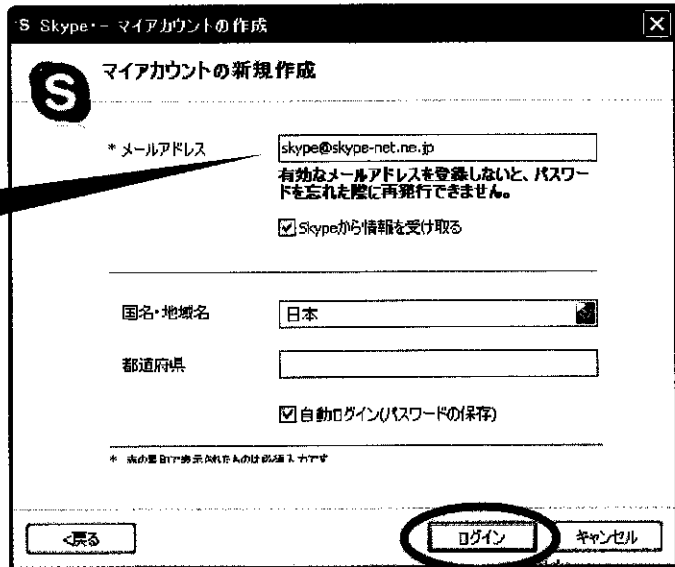 S Skype・- マイアカウントの作成
マイアカウントの新規作成
* メールアドレス
skype@skype-net.ne.jp
有効なメールアドレスを登録しないと、パスワー
ドを忘れた際に再発行できません。
Skypeから情報を受け取る
国名・地域名
日本
都道府県
自動ログイン(パスワードの保存)
<戻る
ログイン
キャンセル